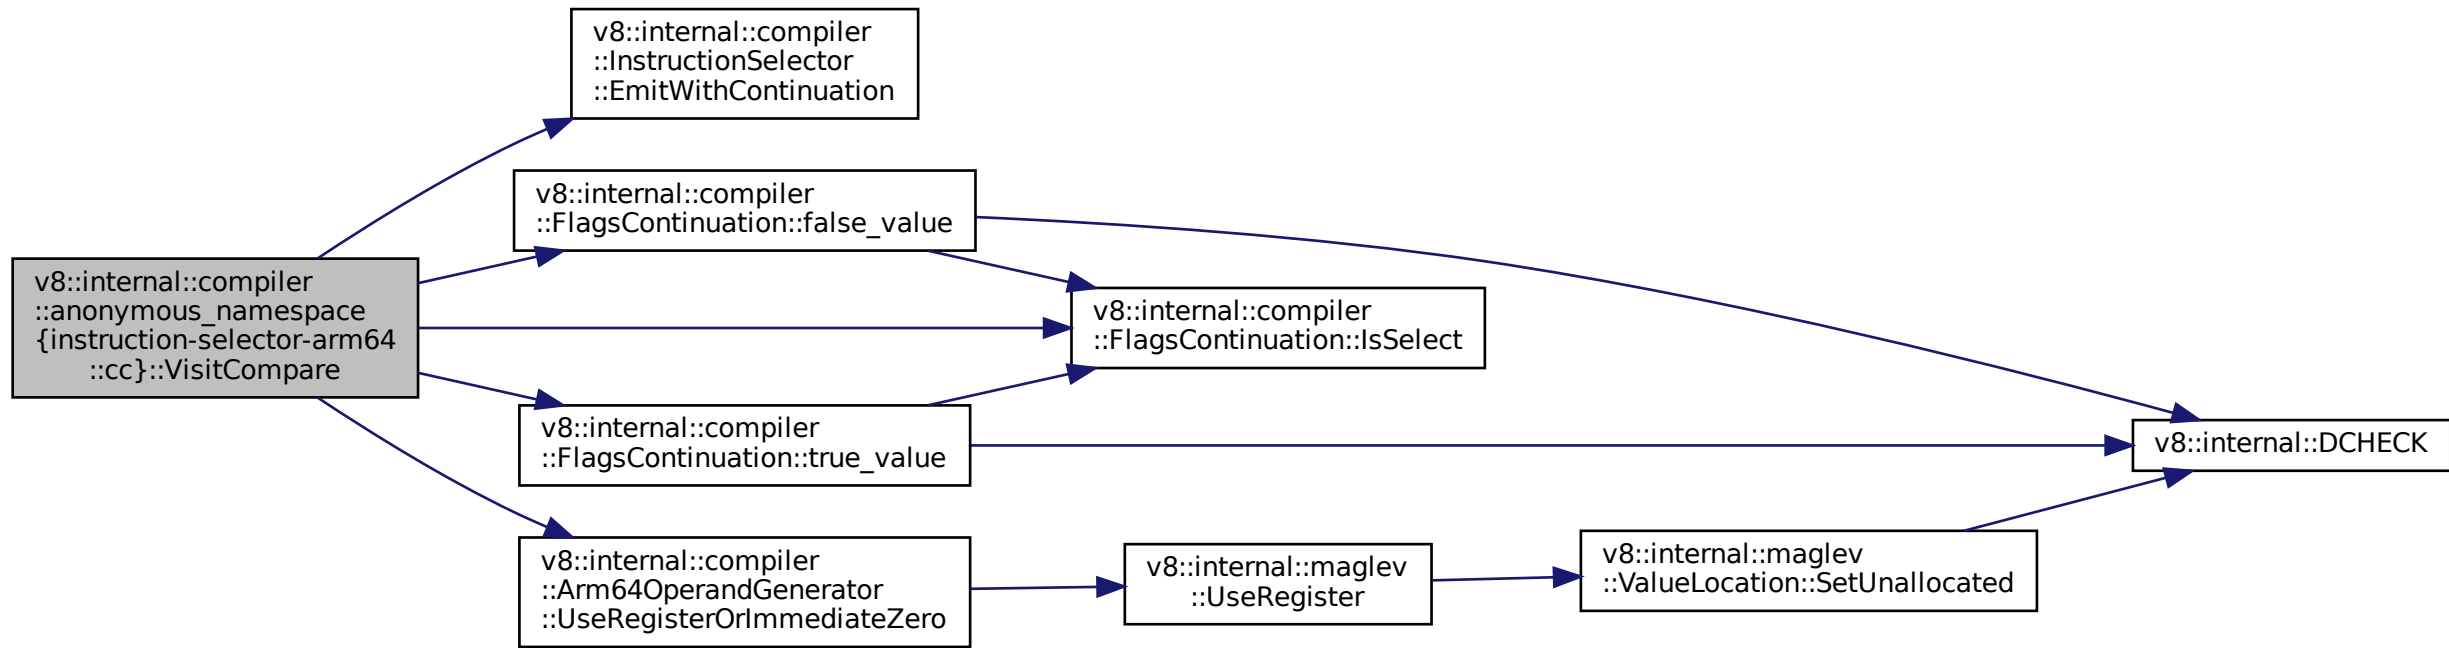 v8::internal::compiler
::InstructionSelector
::EmitWithContinuation
v8::internal::compiler
::FlagsContinuation::false_value
v8::internal::compiler
::anonymous_namespace
{instruction-selector-arm64
::cc}::VisitCompare
v8::internal::compiler
::FlagsContinuation::IsSelect
v8::internal::compiler
::FlagsContinuation::true_value
v8::internal::DCHECK
v8::internal::compiler
::Arm64OperandGenerator
::UseRegisterOrImmediateZero
v8::internal::maglev
::UseRegister
v8::internal::maglev
::ValueLocation::SetUnallocated